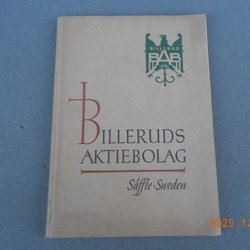 BILLERUD
BAB
BILLERUDS
AKTIEBOLAG
Säffle · Sweden